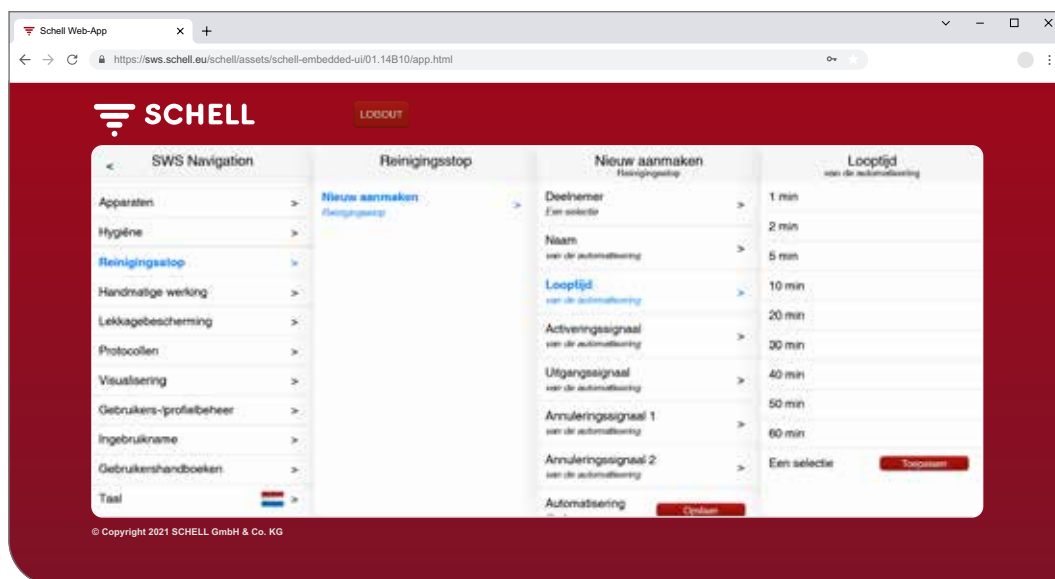 Schell Web-App
https://sws.schell.eu/schell/assets/schell-embedded-ui/01.14B10/app.html
SCHELL
LOGOUT
SWS Navigation
Apparaten
Hygiëne
Reinigingsstop
Handmatige werking
Lekkagebescherming
Protocollen
Visualisering
Gebruikers-/profielbeheer
Ingebruikname
Gebruikershandboeken
Taal
Reinigingsstop
Nieuw aanmaken
Reinigingsstop
Nieuw aanmaken
Reinigingsstop
Deelnemer
Een selectie
Naam
van de automatisering
Looptijd
van de automatisering
Activeringssignaal
van de automatisering
Uitgangssignaal
van de automatisering
Annuleringssignaal 1
van de automatisering
Annuleringssignaal 2
van de automatisering
Automatisering
Opslaan
Looptijd
van de automatisering
1 min
2 min
5 min
10 min
20 min
30 min
40 min
50 min
60 min
Een selectie
Toepassen
© Copyright 2021 SCHELL GmbH & Co. KG